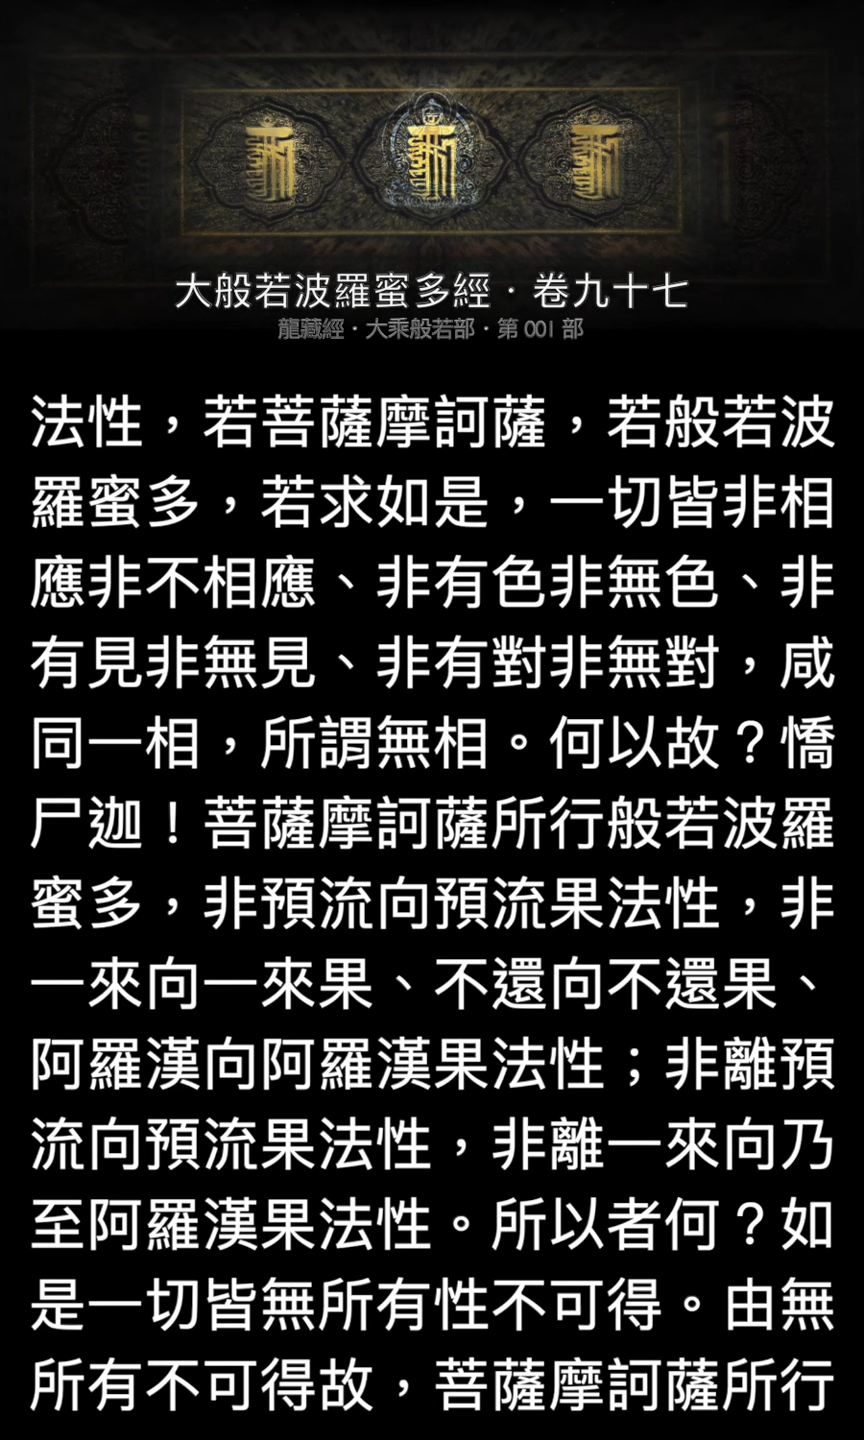 大般若波羅蜜多經．卷九十七
龍藏經．大乘般若部．第 001 部
法性，若菩薩摩訶薩，若般若波
羅蜜多，若求如是，一切皆非相
應非不相應、非有色非無色、非
有見非無見、非有對非無對，咸
同一相，所謂無相。何以故？憍
尸迦！菩薩摩訶薩所行般若波羅
蜜多，非預流向預流果法性，非
一來向一來果、不還向不還果、
阿羅漢向阿羅漢果法性；非離預
流向預流果法性，非離一來向乃
至阿羅漢果法性。所以者何？如
是一切皆無所有性不可得。由無
所有不可得故，菩薩摩訶薩所行